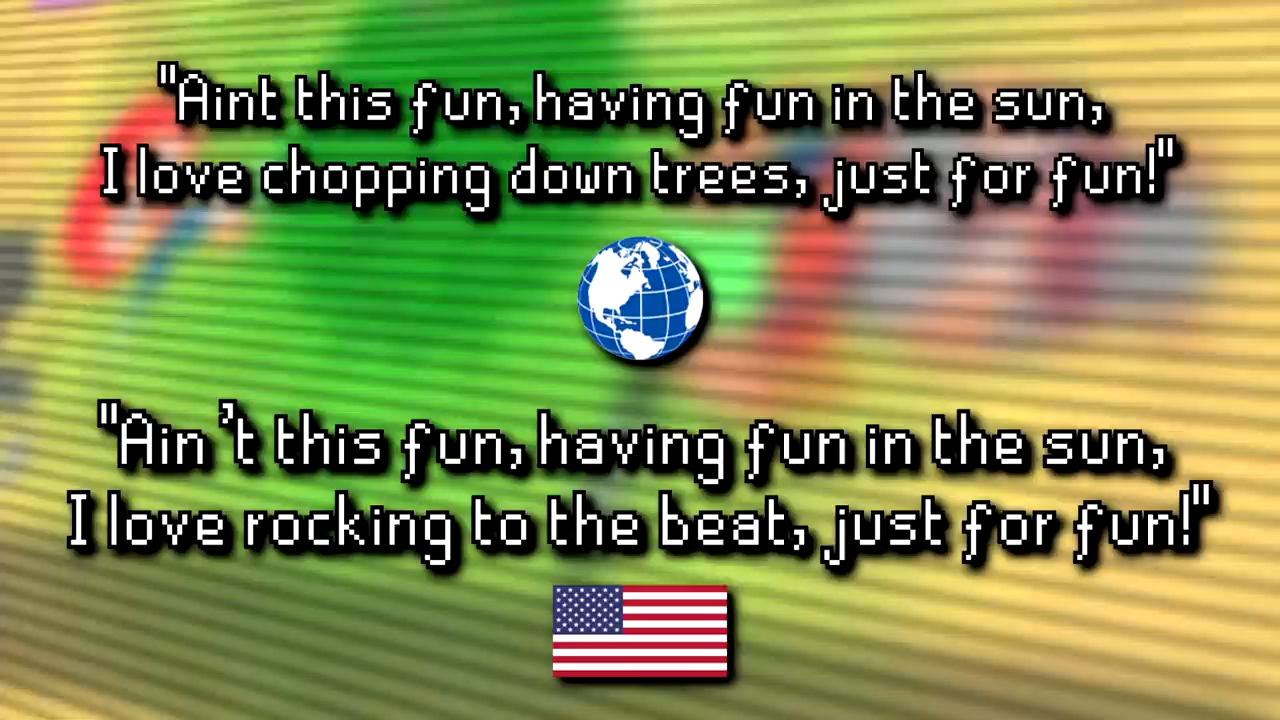 "Aint this fun, having fun in the sun,
I love chopping down trees, just for fun!"
"Ain't this fun, having fun in the sun,
I love rocking to the beat, just for fun!"